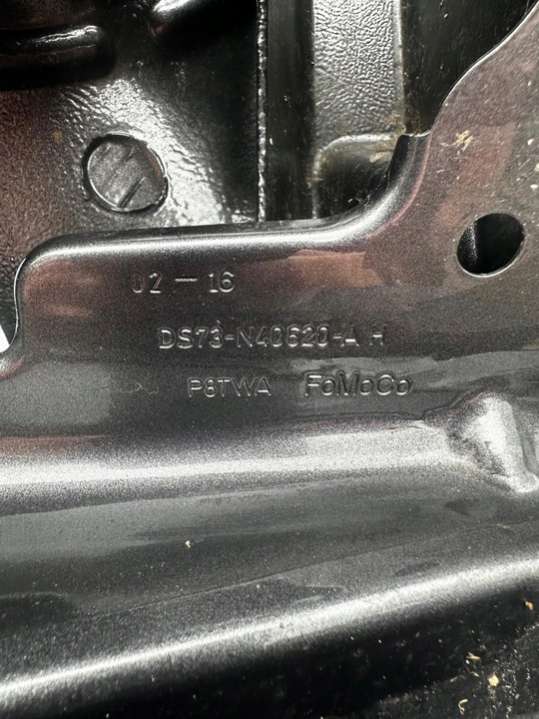 02 - 16
DS73-N40620-A H
P8TWA FoMoCo